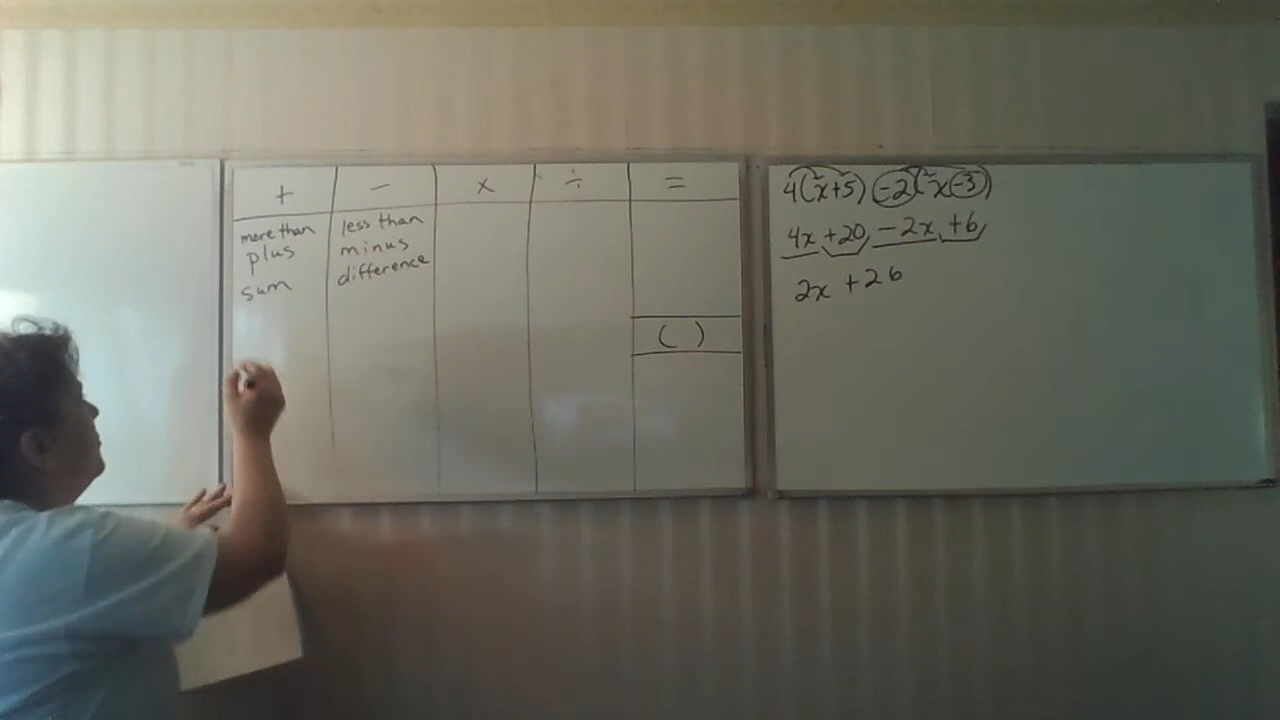 + − × ÷ =
more than
plus
sum
less than
minus
difference
( )
4(x+5) -2(x-3)
4x +20 -2x +6
2x +26